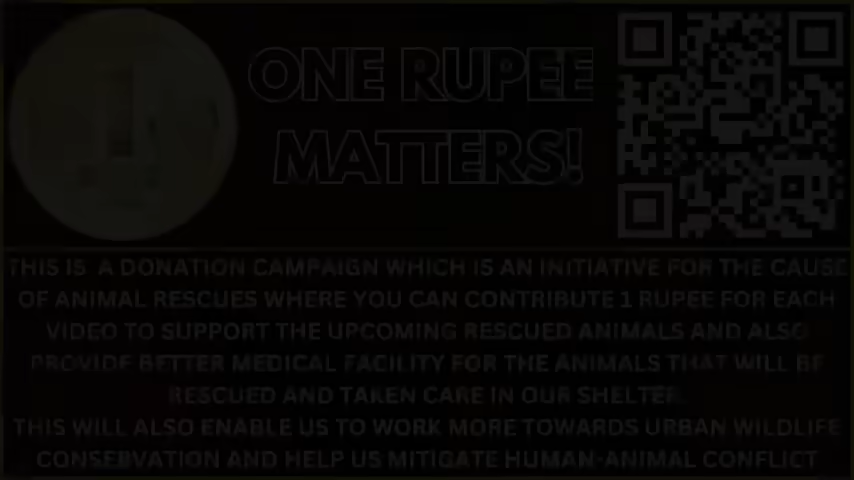 ONE RUPEE
MATTERS!
THIS IS A DONATION CAMPAIGN WHICH IS AN INITIATIVE FOR THE CAUSE
OF ANIMAL RESCUES WHERE YOU CAN CONTRIBUTE 1 RUPEE FOR EACH
VIDEO TO SUPPORT THE UPCOMING RESCUED ANIMALS AND ALSO
PROVIDE BETTER MEDICAL FACILITY FOR THE ANIMALS THAT WILL BE
RESCUED AND TAKEN CARE IN OUR SHELTER.
THIS WILL ALSO ENABLE US TO WORK MORE TOWARDS URBAN WILDLIFE
CONSERVATION AND HELP US MITIGATE HUMAN-ANIMAL CONFLICT